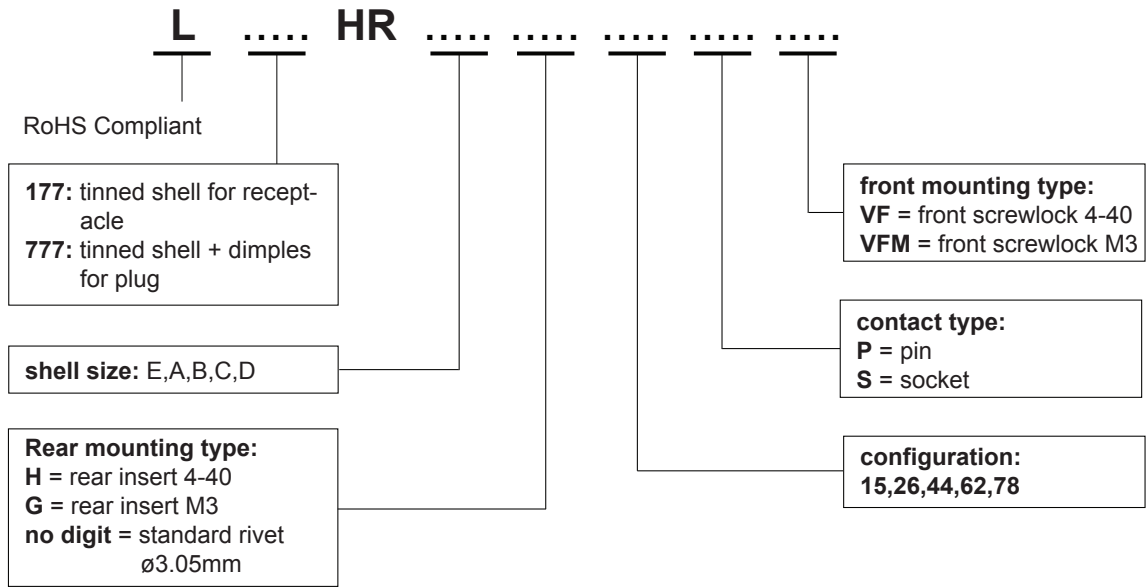 L ..... HR ..... ..... ..... ..... .....
RoHS Compliant
177: tinned shell for recept-
acle
777: tinned shell + dimples
for plug
shell size: E,A,B,C,D
Rear mounting type:
H = rear insert 4-40
G = rear insert M3
no digit = standard rivet
ø3.05mm
front mounting type:
VF = front screwlock 4-40
VFM = front screwlock M3
contact type:
P = pin
S = socket
configuration:
15,26,44,62,78